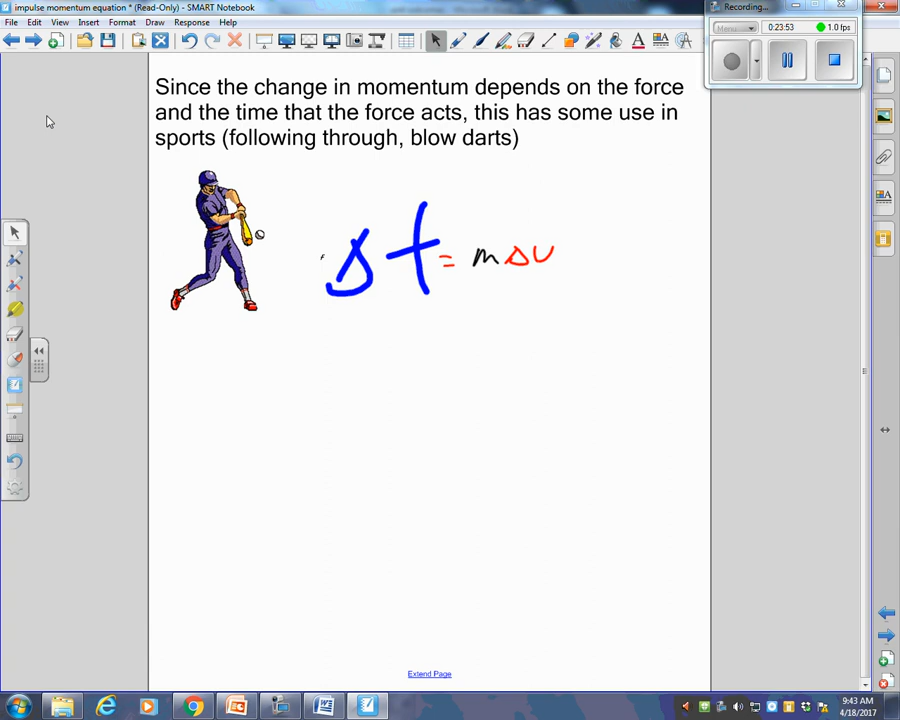 impulse momentum equation * (Read-Only) - SMART Notebook
Recording...
File Edit View Insert Format Draw Response Help
Menu
0:23:53
1.0 fps
Since the change in momentum depends on the force
and the time that the force acts, this has some use in
sports (following through, blow darts)
Δt = mΔv
Extend Page
9:43 AM
4/18/2017